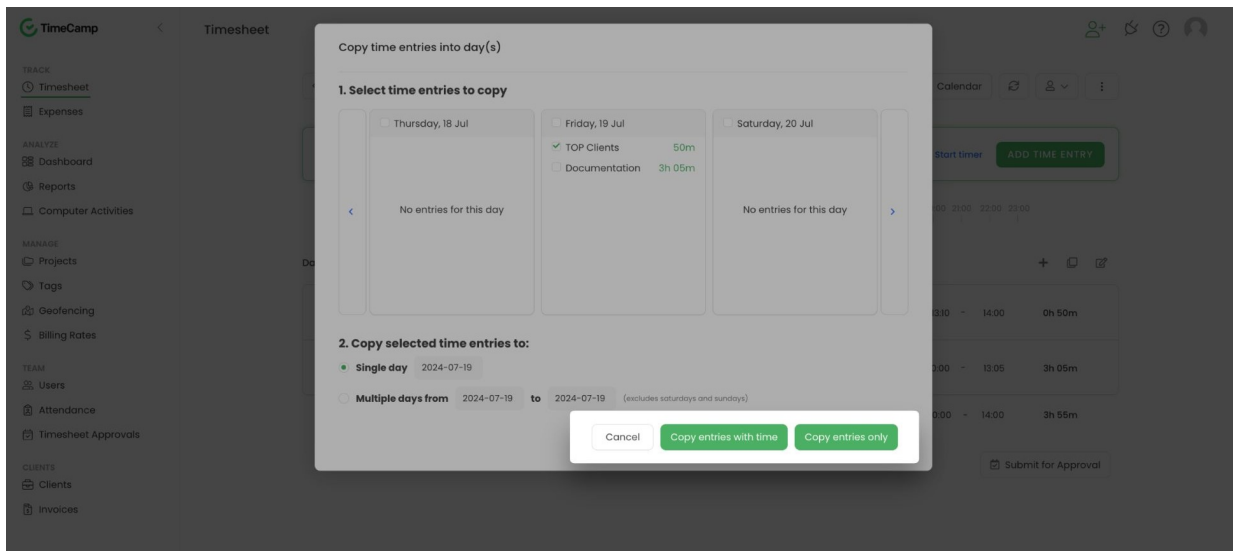 TimeCamp
Timesheet
TRACK
Timesheet
Expenses
ANALYZE
Dashboard
Reports
Computer Activities
MANAGE
Projects
Tags
Geofencing
Billing Rates
TEAM
Users
Attendance
Timesheet Approvals
CLIENTS
Clients
Invoices
Copy time entries into day(s)
1. Select time entries to copy
Thursday, 18 Jul
No entries for this day
Friday, 19 Jul
TOP Clients 50m
Documentation 3h 05m
Saturday, 20 Jul
No entries for this day
2. Copy selected time entries to:
Single day 2024-07-19
Multiple days from 2024-07-19 to 2024-07-19 (excludes saturdays and sundays)
Cancel Copy entries with time Copy entries only
Calendar
Start timer ADD TIME ENTRY
22:00 23:00
13:10 - 14:00 0h 50m
13:05 3h 05m
14:00 3h 55m
Submit for Approval